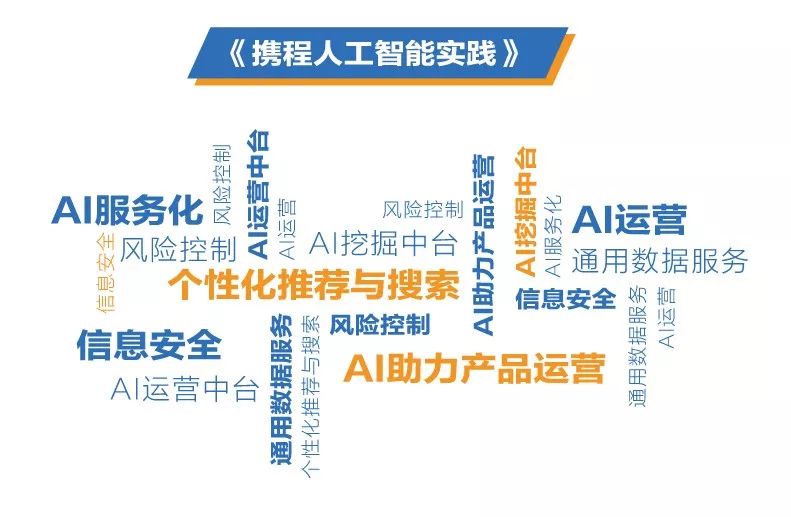 《携程人工智能实践》
AI服务化
风险控制
AI运营中台
AI运营
风险控制
AI助力产品运营
AI挖掘中台
AI服务化
AI运营
信息安全
风险控制
AI挖掘中台
通用数据服务
个性化推荐与搜索
信息安全
通用数据服务
AI运营
信息安全
通用数据服务
个性化推荐与搜索
风险控制
AI助力产品运营
AI运营中台